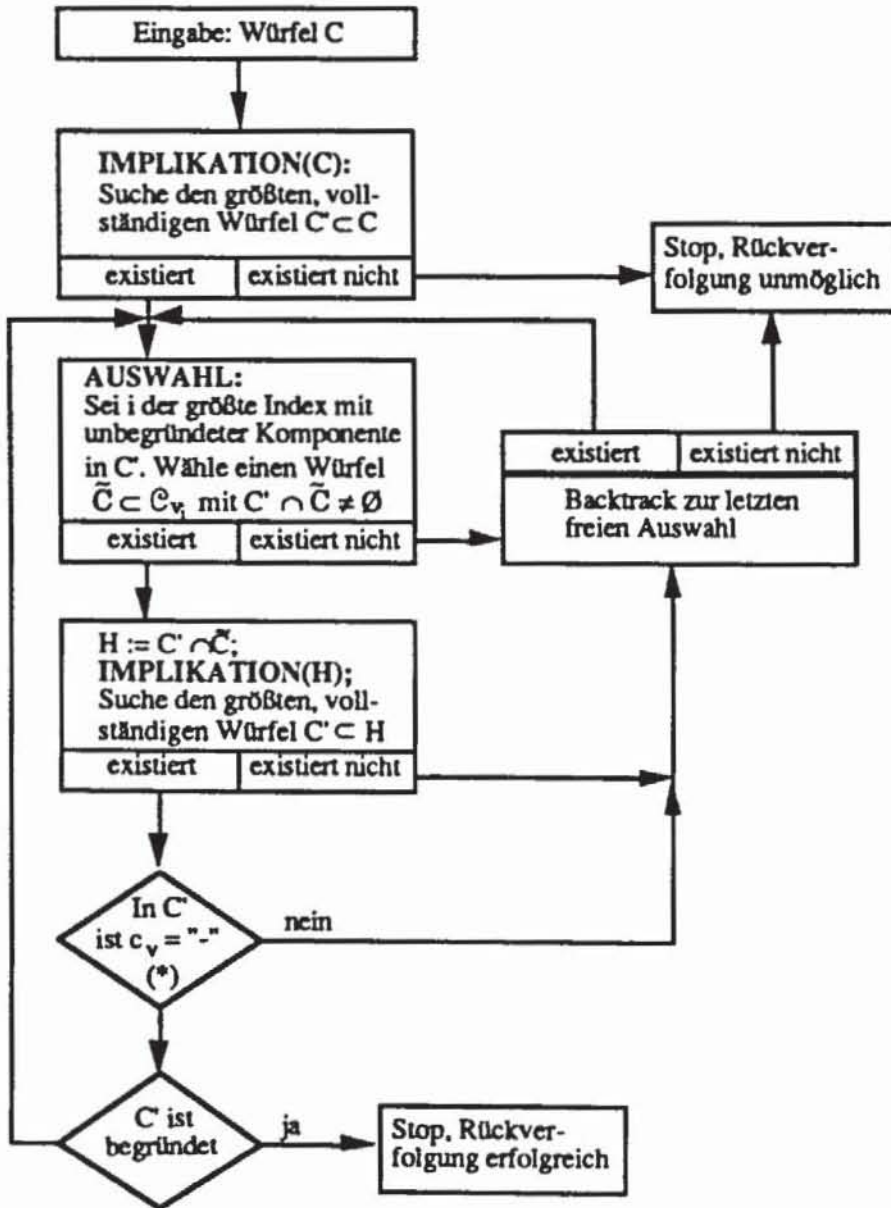 Eingabe: Würfel C
IMPLIKATION(C):
Suche den größten, voll-
ständigen Würfel C' ⊂ C
existiert
existiert nicht
Stop, Rückver-
folgung unmöglich
AUSWAHL:
Sei i der größte Index mit
unbegründeter Komponente
in C'. Wähle einen Würfel
C̃ ⊂ 𝒞vᵢ mit C' ∩ C̃ ≠ Ø
existiert
existiert nicht
existiert
existiert nicht
Backtrack zur letzten
freien Auswahl
H := C' ∩ C̃;
IMPLIKATION(H);
Suche den größten, voll-
ständigen Würfel C' ⊂ H
existiert
existiert nicht
In C'
ist cᵥ = "-"
(*)
nein
C' ist
begründet
ja
Stop, Rückver-
folgung erfolgreich